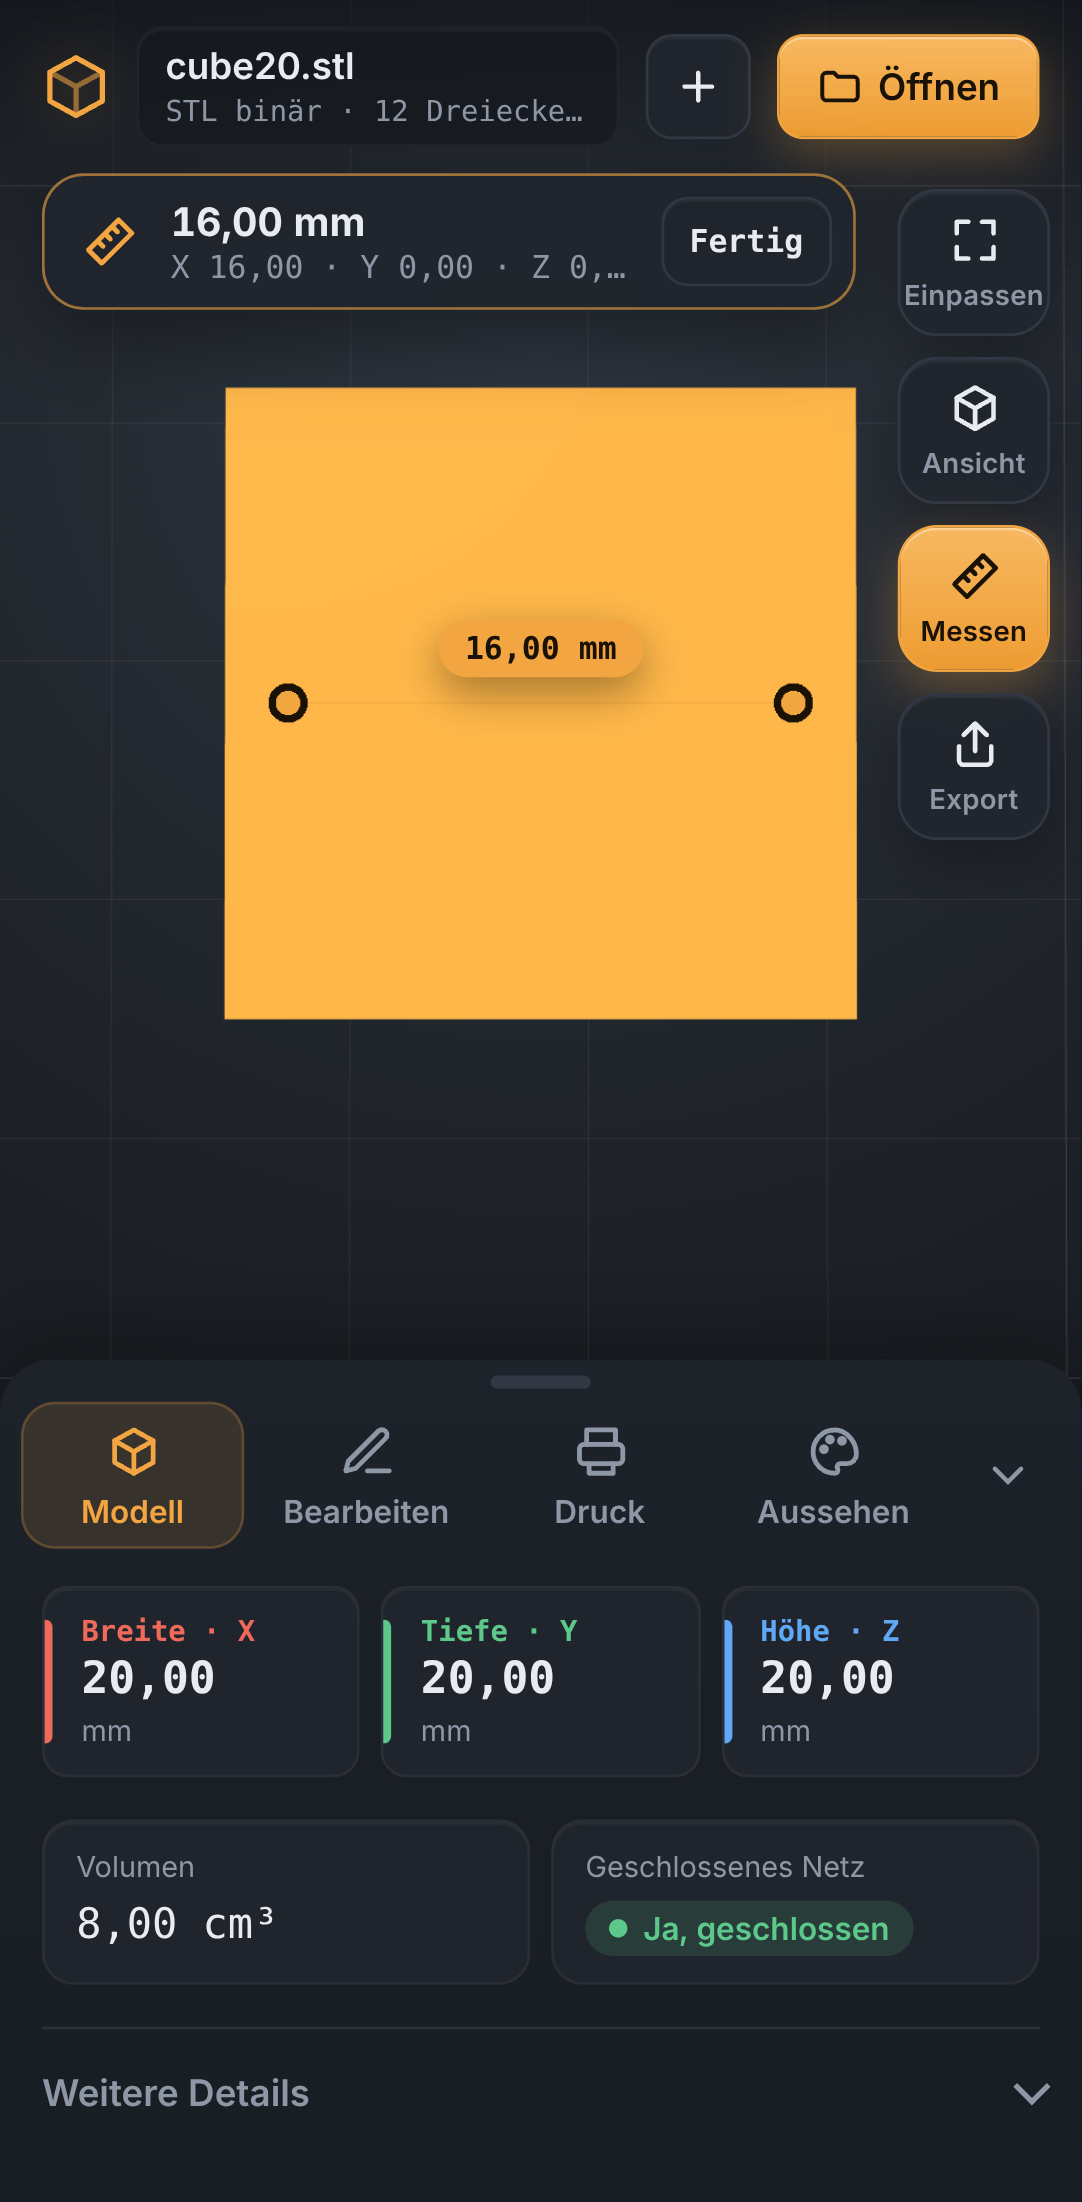 cube20.stl
STL binär · 12 Dreiecke…
Öffnen
16,00 mm
X 16,00 · Y 0,00 · Z 0,…
Fertig
Einpassen
Ansicht
16,00 mm
Messen
Export
Modell
Bearbeiten
Druck
Aussehen
Breite · X
20,00
mm
Tiefe · Y
20,00
mm
Höhe · Z
20,00
mm
Volumen
8,00 cm³
Geschlossenes Netz
Ja, geschlossen
Weitere Details